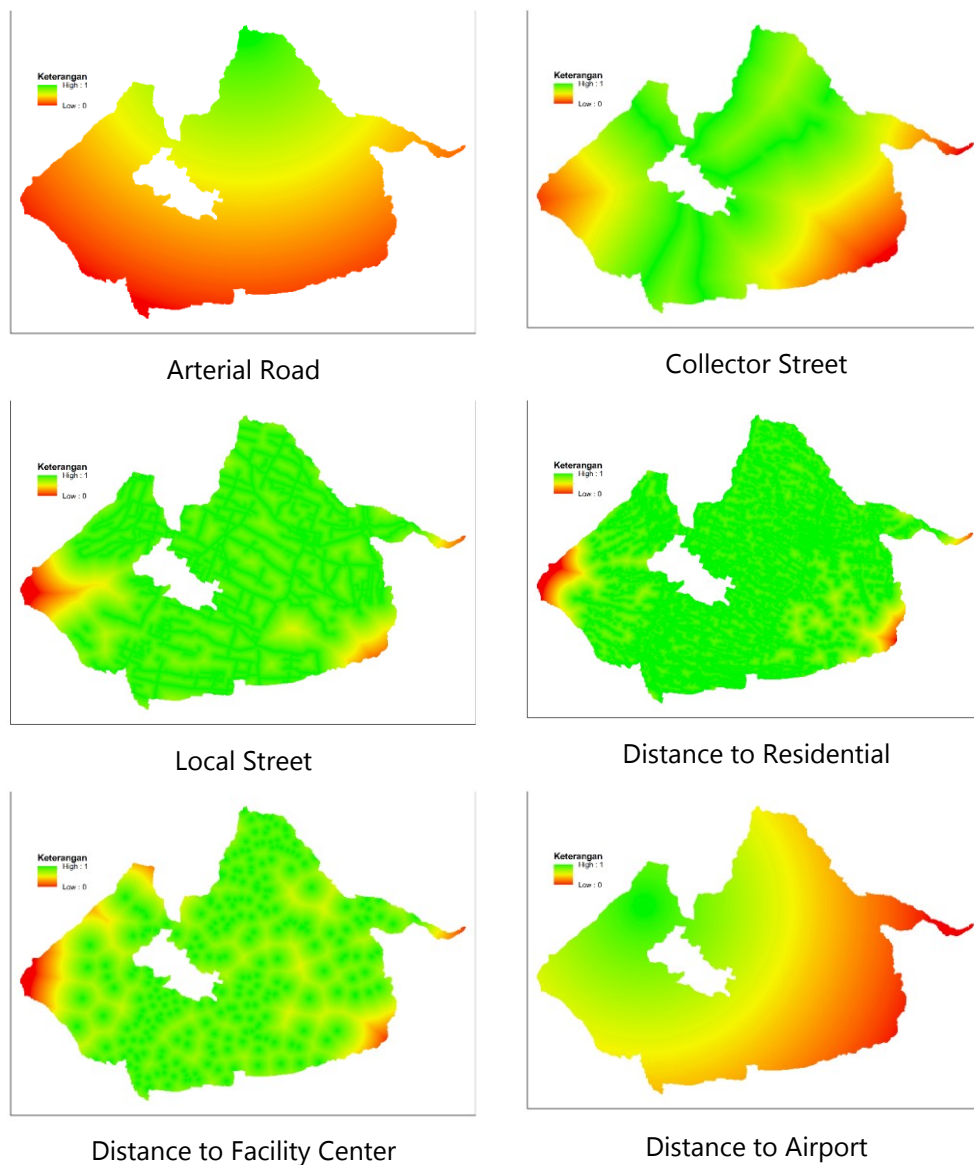 Keterangan
High : 1
Low : 0
Arterial Road
Keterangan
High : 1
Low : 0
Collector Street
Keterangan
High : 1
Low : 0
Local Street
Keterangan
High : 1
Low : 0
Distance to Residential
Keterangan
High : 1
Low : 0
Distance to Facility Center
Keterangan
High : 1
Low : 0
Distance to Airport